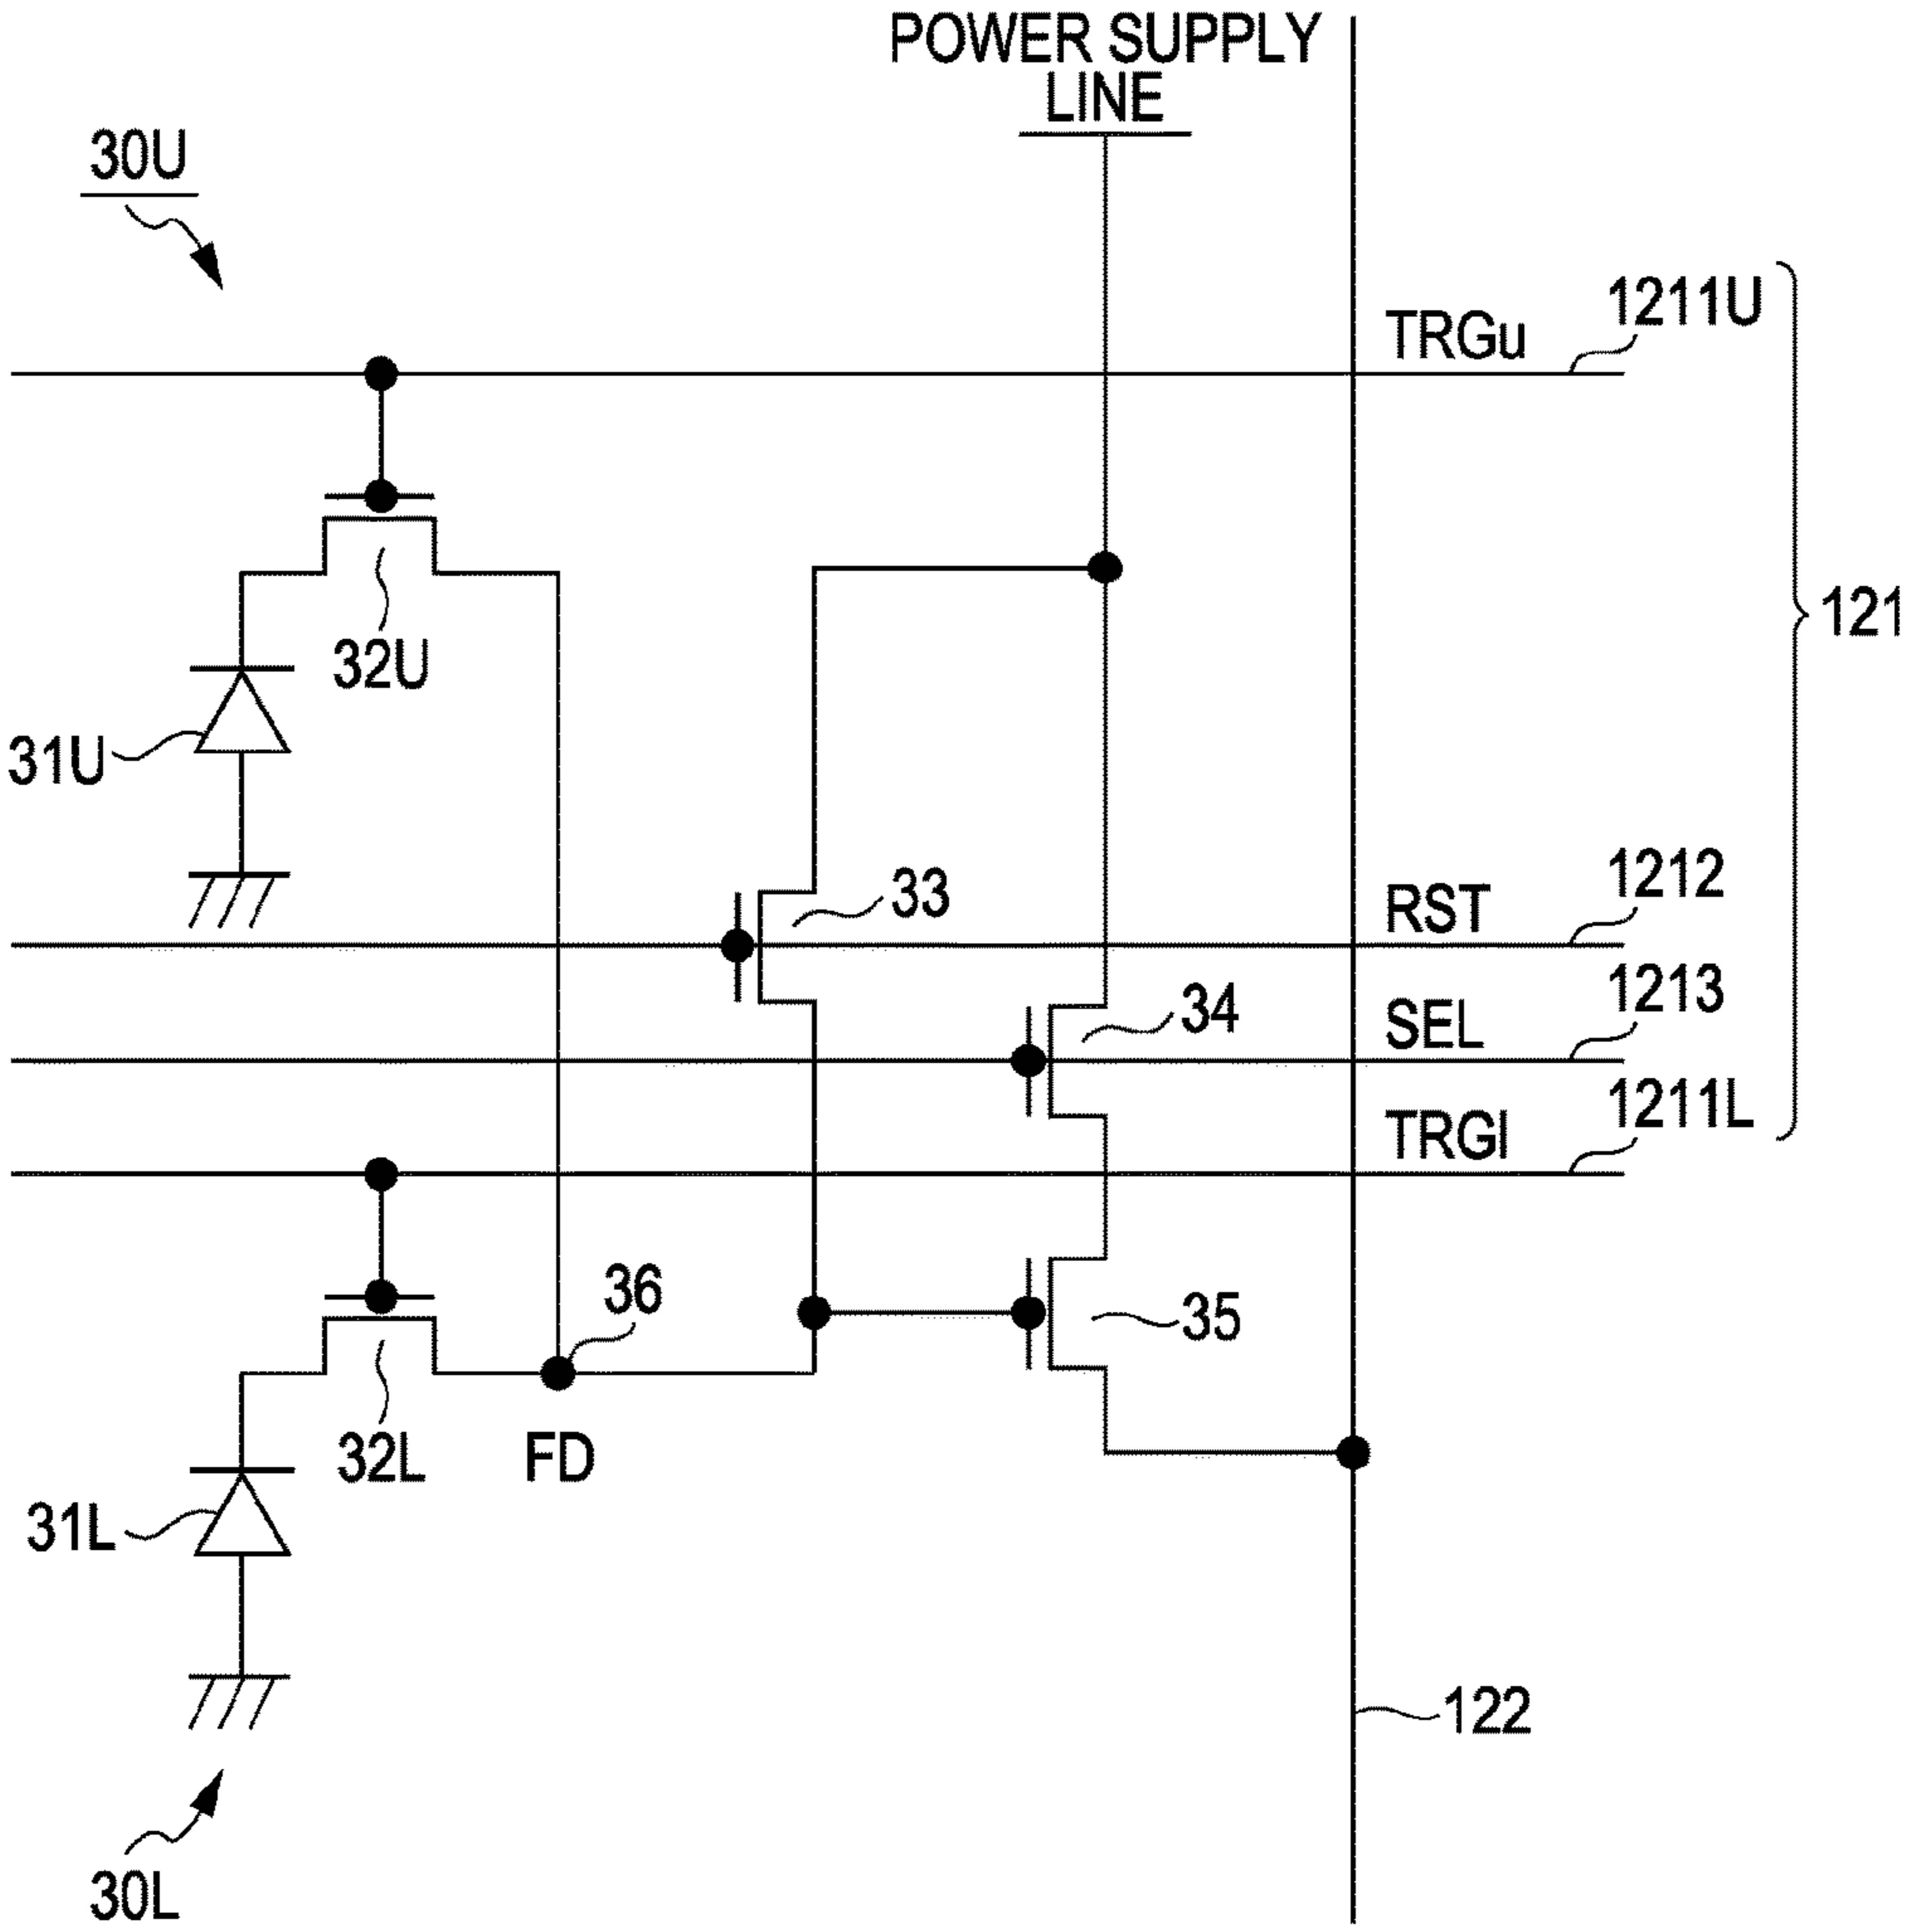 POWER SUPPLY
LINE
30U
1211U
TRGu
121
32U
31U
1212
33
RST
1213
34
SEL
1211L
TRGl
36
35
32L
FD
31L
122
30L